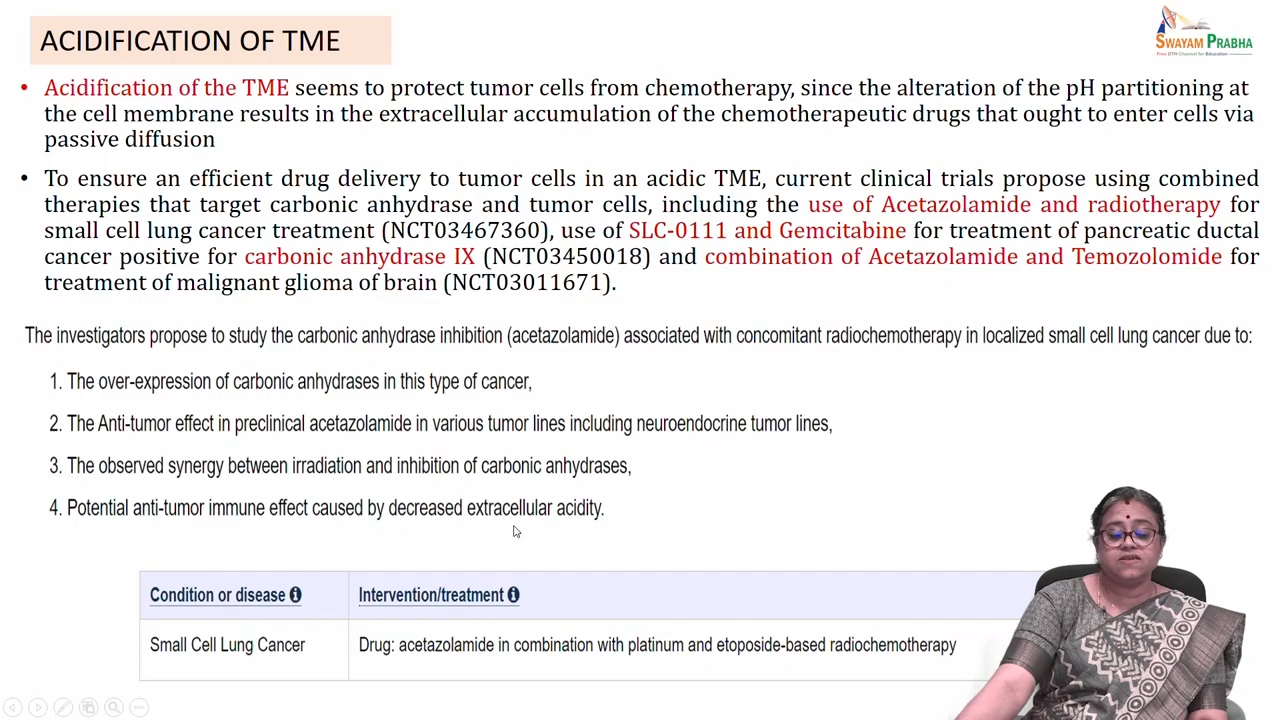 ACIDIFICATION OF TME
SWAYAM PRABHA
Free DTH Channel for Education
• Acidification of the TME seems to protect tumor cells from chemotherapy, since the alteration of the pH partitioning at
the cell membrane results in the extracellular accumulation of the chemotherapeutic drugs that ought to enter cells via
passive diffusion
• To ensure an efficient drug delivery to tumor cells in an acidic TME, current clinical trials propose using combined
therapies that target carbonic anhydrase and tumor cells, including the use of Acetazolamide and radiotherapy for
small cell lung cancer treatment (NCT03467360), use of SLC-0111 and Gemcitabine for treatment of pancreatic ductal
cancer positive for carbonic anhydrase IX (NCT03450018) and combination of Acetazolamide and Temozolomide for
treatment of malignant glioma of brain (NCT03011671).
The investigators propose to study the carbonic anhydrase inhibition (acetazolamide) associated with concomitant radiochemotherapy in localized small cell lung cancer due to:
1. The over-expression of carbonic anhydrases in this type of cancer,
2. The Anti-tumor effect in preclinical acetazolamide in various tumor lines including neuroendocrine tumor lines,
3. The observed synergy between irradiation and inhibition of carbonic anhydrases,
4. Potential anti-tumor immune effect caused by decreased extracellular acidity.
Condition or disease
Intervention/treatment
Small Cell Lung Cancer
Drug: acetazolamide in combination with platinum and etoposide-based radiochemotherapy